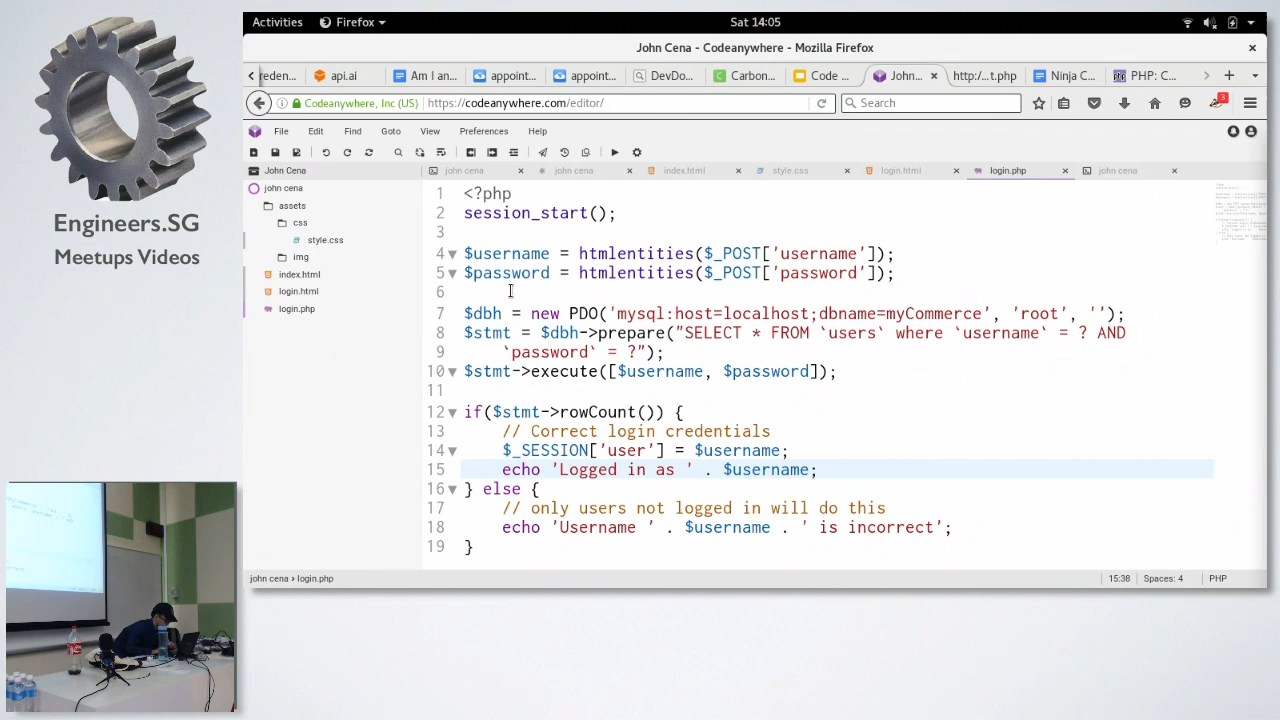 Activities Firefox Sat 14:05
John Cena - Codeanywhere - Mozilla Firefox
eden... api.ai Am I an... appoint... appoint... DevDo... Carbon... Code ... John... http:/...t.php Ninja C... PHP: C...
Codeanywhere, Inc (US) https://codeanywhere.com/editor/ Search 3
File Edit Find Goto View Preferences Help
John Cena john cena john cena index.html style.css login.html login.php john cena
john cena
assets
css
style.css
img
index.html
login.html
login.php
1 <?php
2 session_start();
3
4 $username = htmlentities($_POST['username']);
5 $password = htmlentities($_POST['password']);
6
7 $dbh = new PDO('mysql:host=localhost;dbname=myCommerce', 'root', '');
8 $stmt = $dbh->prepare("SELECT * FROM `users` where `username` = ? AND
9 `password` = ?");
10 $stmt->execute([$username, $password]);
11
12 if($stmt->rowCount()) {
13 // Correct login credentials
14 $_SESSION['user'] = $username;
15 echo 'Logged in as ' . $username;
16 } else {
17 // only users not logged in will do this
18 echo 'Username ' . $username . ' is incorrect';
19 }
john cena › login.php 15:38 Spaces: 4 PHP
Engineers.SG
Meetups Videos